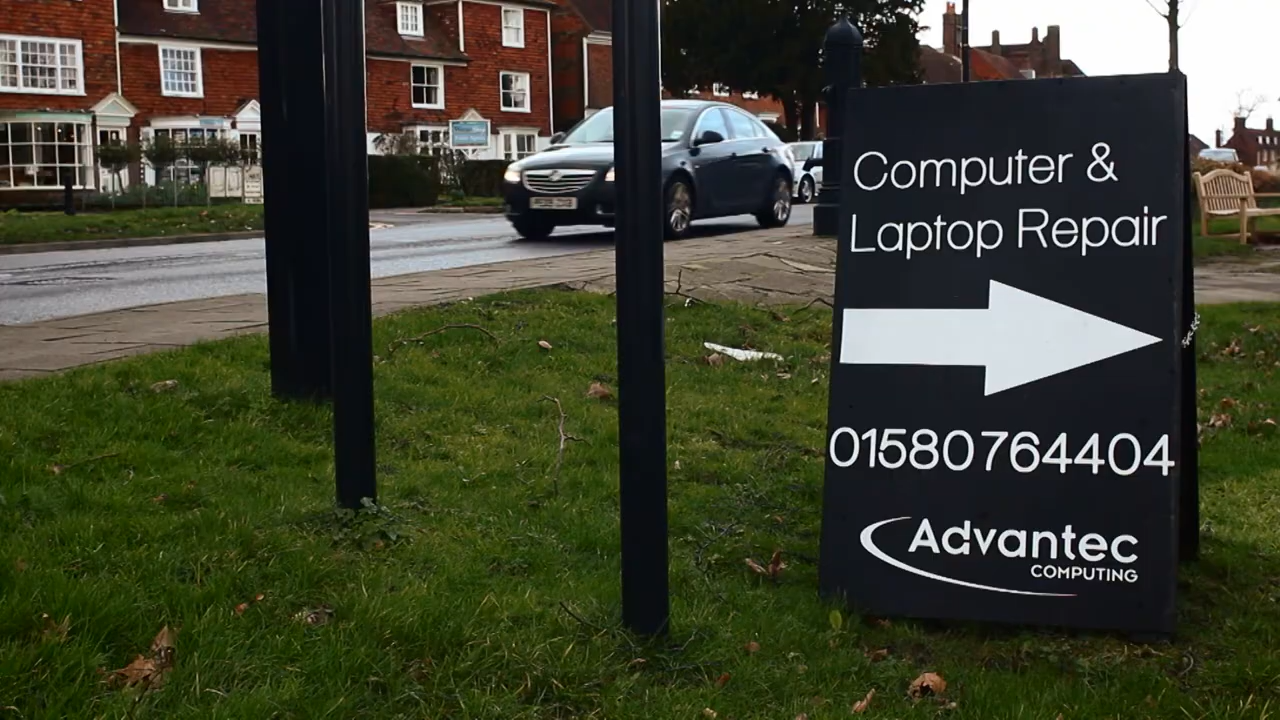 Computer &
Laptop Repair
01580764404
Advantec
COMPUTING